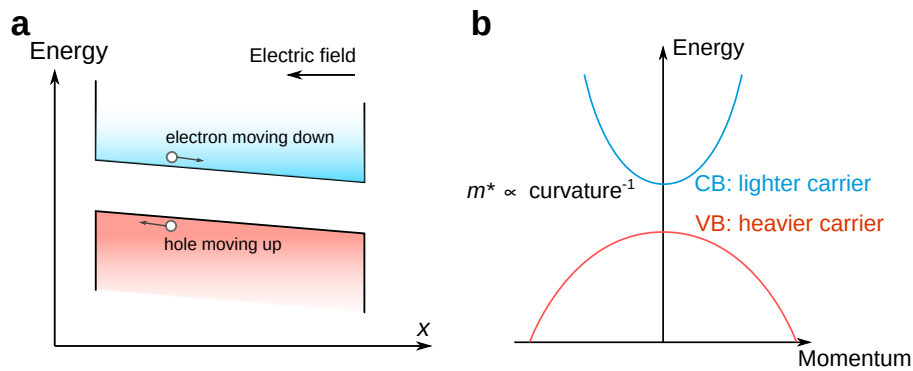 a
Energy
Electric field
electron moving down
hole moving up
x
b
Energy
m* ∝ curvature⁻¹
CB: lighter carrier
VB: heavier carrier
Momentum